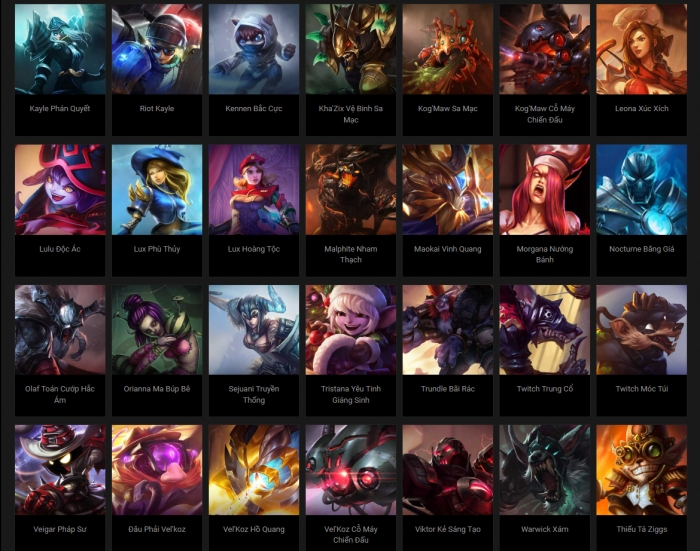 Kayle Phán Quyết
Riot Kayle
Kennen Bắc Cực
Kha'Zix Vệ Binh Sa
Mạc
Kog'Maw Sa Mạc
Kog'Maw Cỗ Máy
Chiến Đấu
Leona Xúc Xích
Lulu Độc Ác
Lux Phù Thủy
Lux Hoàng Tộc
Malphite Nham
Thạch
Maokai Vinh Quang
Morgana Nướng
Bánh
Nocturne Băng Giá
Olaf Toán Cướp Hắc
Ám
Orianna Ma Búp Bê
Sejuani Truyền
Thống
Tristana Yêu Tinh
Giáng Sinh
Trundle Bãi Rác
Twitch Trung Cổ
Twitch Móc Túi
Veigar Pháp Sư
Đâu Phải Vel'koz
Vel'Koz Hồ Quang
Vel'Koz Cỗ Máy
Chiến Đấu
Viktor Kẻ Sáng Tạo
Warwick Xám
Thiếu Tá Ziggs